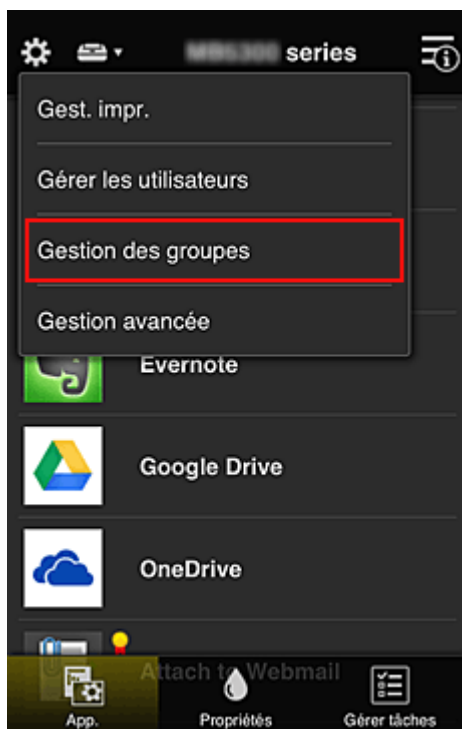 series
Gest. impr.
Gérer les utilisateurs
Gestion des groupes
Gestion avancée
Evernote
Google Drive
OneDrive
Attach to Webmail
App.
Propriétés
Gérer tâches